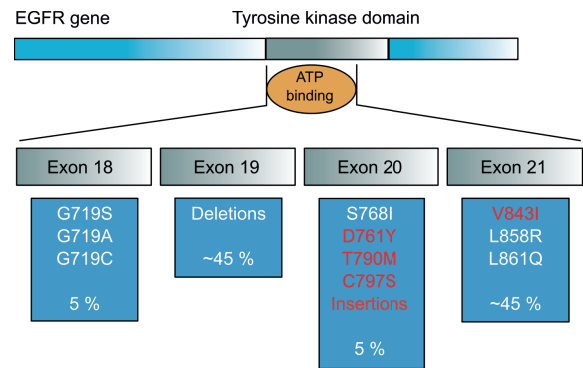 EGFR gene
Tyrosine kinase domain
ATP
binding
Exon 18
Exon 19
Exon 20
Exon 21
G719S
G719A
G719C
5 %
Deletions
~45 %
S768I
D761Y
T790M
C797S
Insertions
5 %
V843I
L858R
L861Q
~45 %